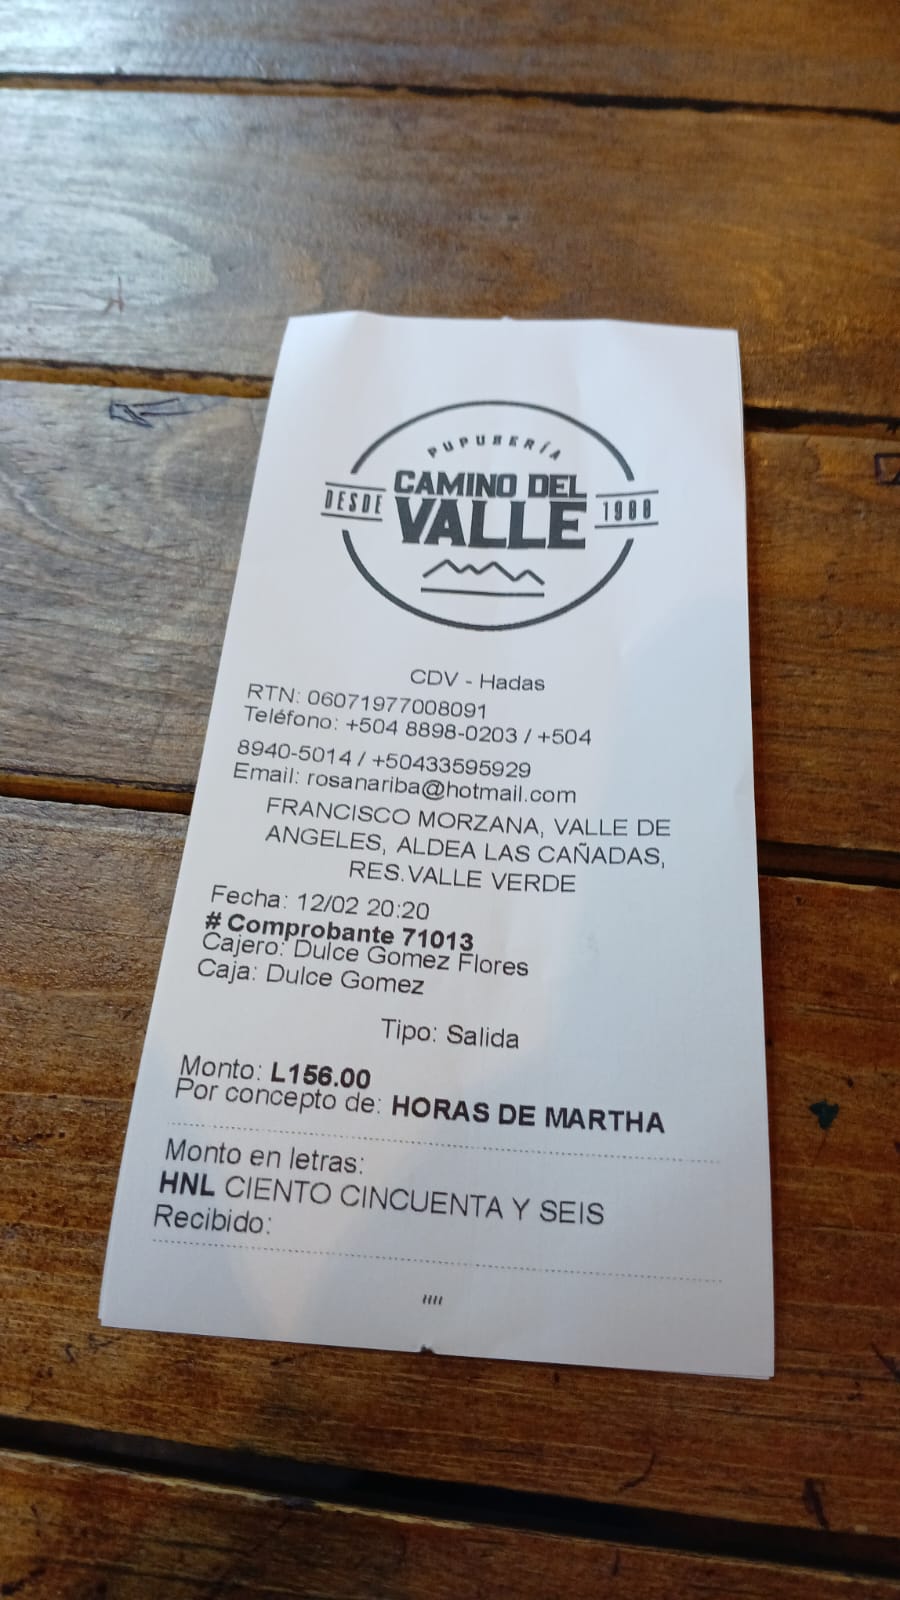 PUPUSERÍA
DESDE CAMINO DEL VALLE 1988
CDV - Hadas
RTN: 06071977008091
Teléfono: +504 8898-0203 / +504
8940-5014 / +50433595929
Email: rosanariba@hotmail.com
FRANCISCO MORZANA, VALLE DE
ANGELES, ALDEA LAS CAÑADAS,
RES.VALLE VERDE
Fecha: 12/02 20:20
# Comprobante 71013
Cajero: Dulce Gomez Flores
Caja: Dulce Gomez
Tipo: Salida
Monto: L156.00
Por concepto de: HORAS DE MARTHA
Monto en letras:
HNL CIENTO CINCUENTA Y SEIS
Recibido: